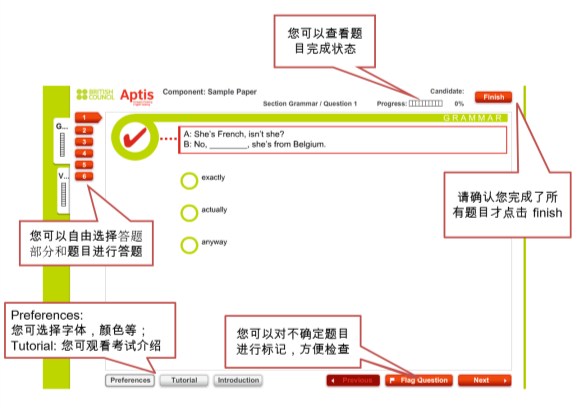 您可以查看题
目完成状态
BRITISH
COUNCIL
Aptis
Component: Sample Paper
Candidate:
Section Grammar / Question 1
Progress:
0%
Finish
GRAMMAR
G...
1
2
3
4
5
6
V...
A: She's French, isn't she?
B: No, ________, she's from Belgium.
exactly
actually
anyway
请确认您完成了所
有题目才点击 finish
您可以自由选择答题
部分和题目进行答题
Preferences:
您可选择字体，颜色等；
Tutorial: 您可观看考试介绍
您可以对不确定题目
进行标记，方便检查
Preferences
Tutorial
Introduction
Previous
Flag Question
Next